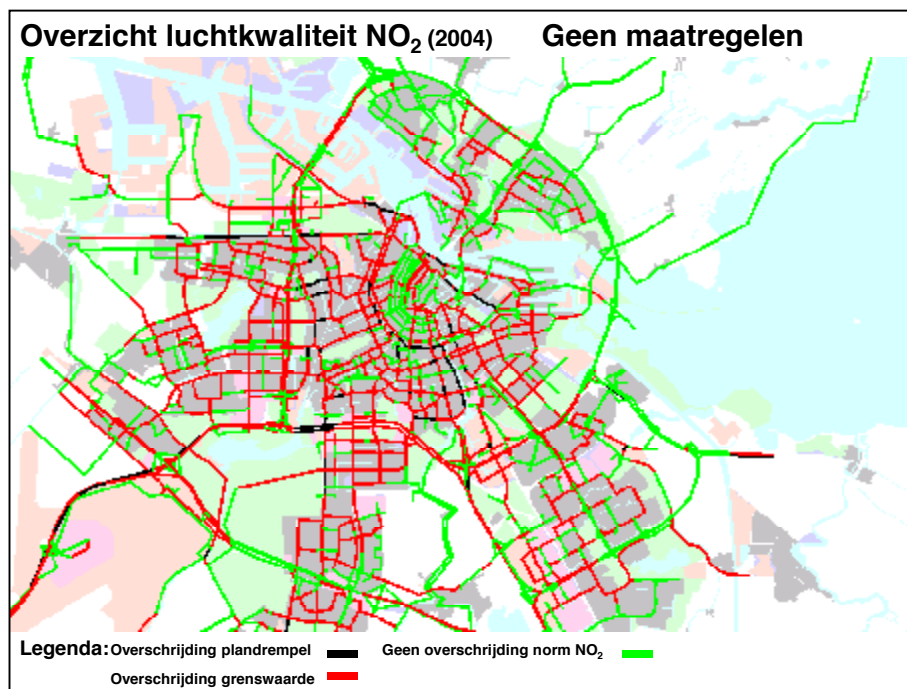 Overzicht luchtkwaliteit NO₂ (2004) Geen maatregelen
Legenda: Overschrijding plandrempel Geen overschrijding norm NO₂
Overschrijding grenswaarde